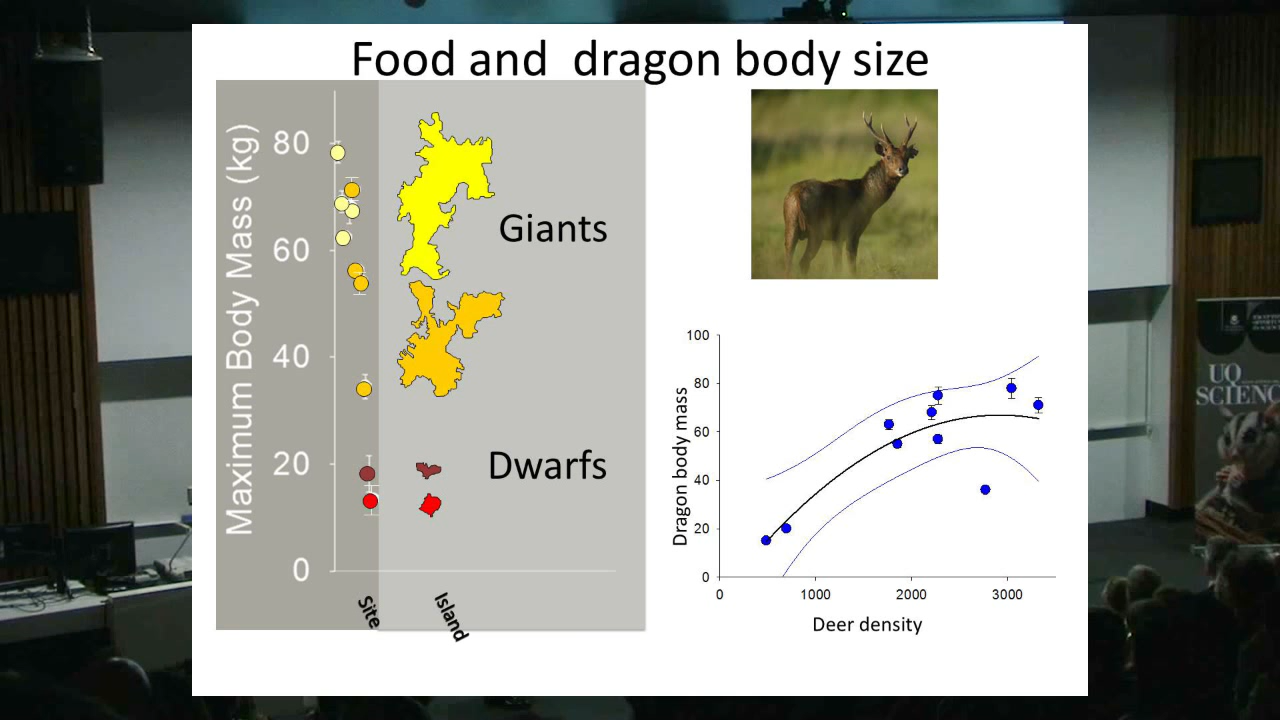 Food and  dragon body size
Maximum Body Mass (kg)
80
60
40
20
0
Giants
Dwarfs
Site
Island
Dragon body mass
100
80
60
40
20
0
0
1000
2000
3000
Deer density
UQ
SCIENC